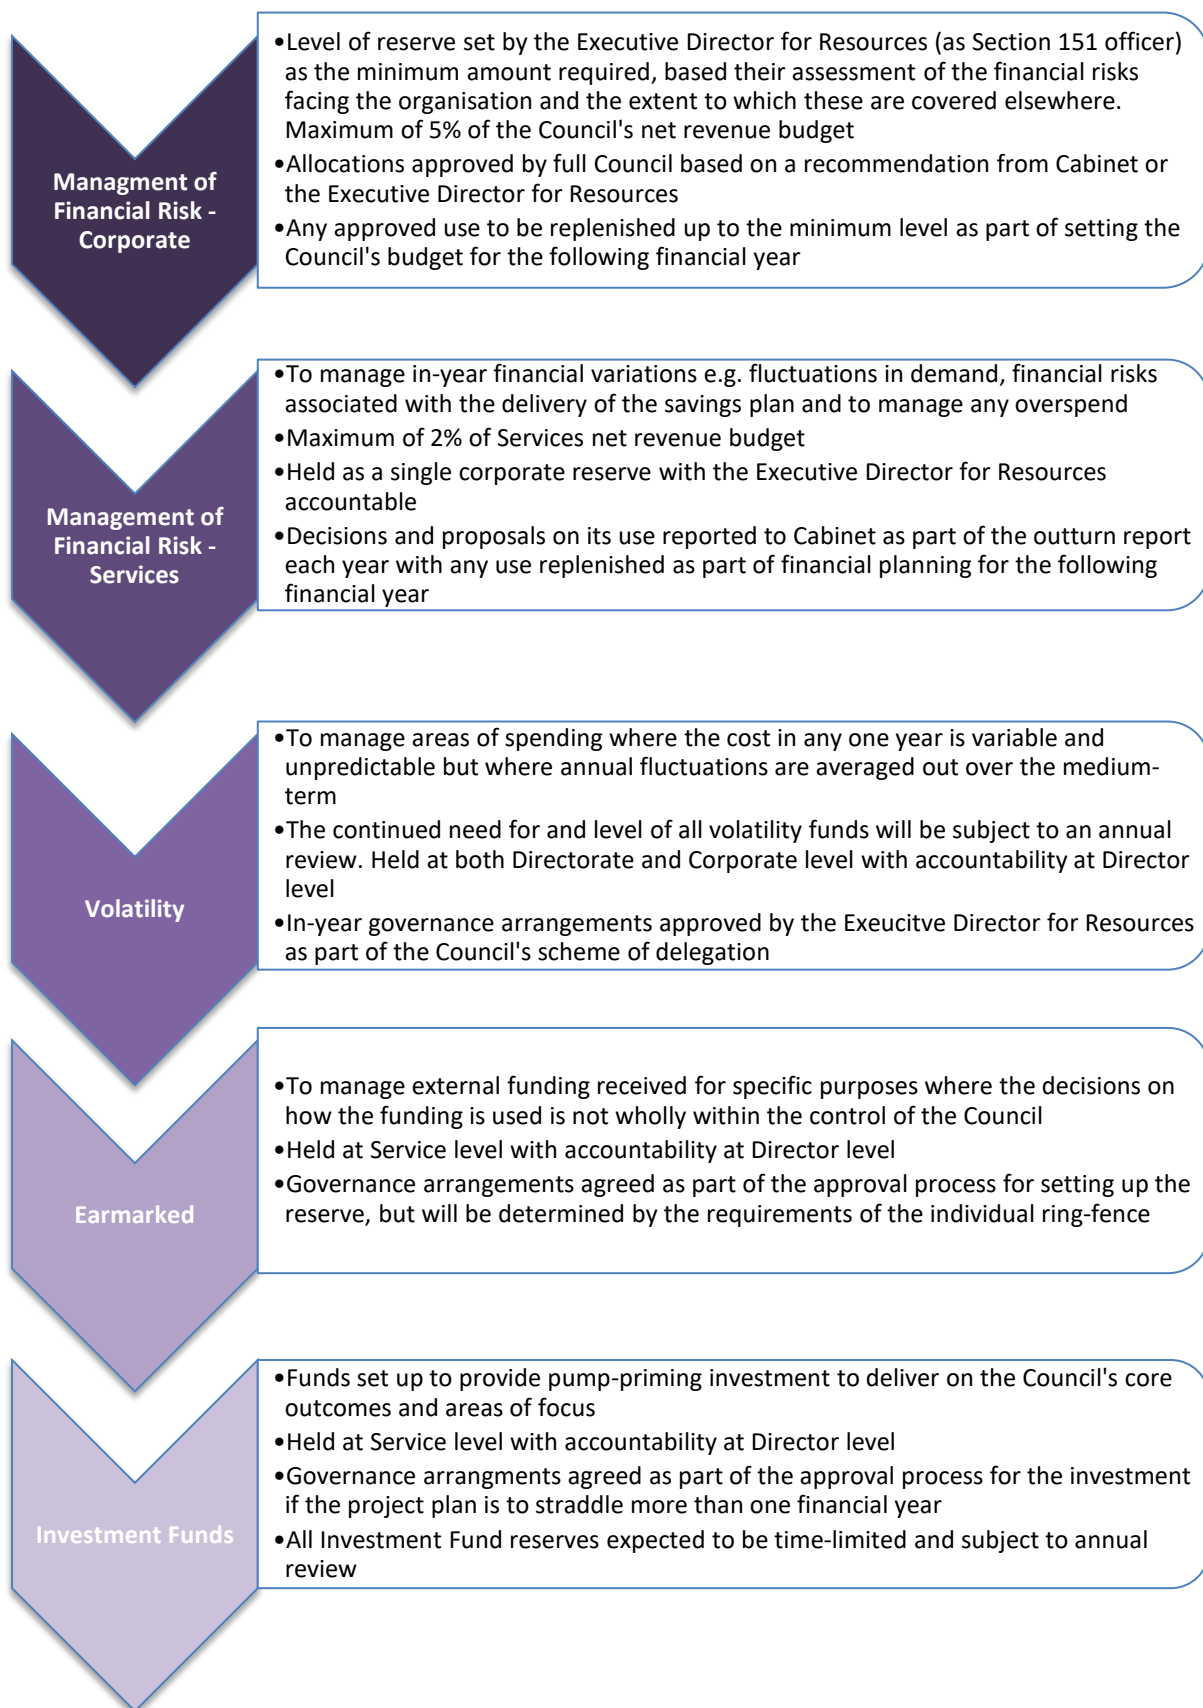 •Level of reserve set by the Executive Director for Resources (as Section 151 officer)
as the minimum amount required, based their assessment of the financial risks
facing the organisation and the extent to which these are covered elsewhere.
Maximum of 5% of the Council's net revenue budget
•Allocations approved by full Council based on a recommendation from Cabinet or
the Executive Director for Resources
•Any approved use to be replenished up to the minimum level as part of setting the
Council's budget for the following financial year
Managment of
Financial Risk -
Corporate
•To manage in-year financial variations e.g. fluctuations in demand, financial risks
associated with the delivery of the savings plan and to manage any overspend
•Maximum of 2% of Services net revenue budget
•Held as a single corporate reserve with the Executive Director for Resources
accountable
•Decisions and proposals on its use reported to Cabinet as part of the outturn report
each year with any use replenished as part of financial planning for the following
financial year
Management of
Financial Risk -
Services
•To manage areas of spending where the cost in any one year is variable and
unpredictable but where annual fluctuations are averaged out over the medium-
term
•The continued need for and level of all volatility funds will be subject to an annual
review. Held at both Directorate and Corporate level with accountability at Director
level
•In-year governance arrangements approved by the Exeucitve Director for Resources
as part of the Council's scheme of delegation
Volatility
•To manage external funding received for specific purposes where the decisions on
how the funding is used is not wholly within the control of the Council
•Held at Service level with accountability at Director level
•Governance arrangements agreed as part of the approval process for setting up the
reserve, but will be determined by the requirements of the individual ring-fence
Earmarked
•Funds set up to provide pump-priming investment to deliver on the Council's core
outcomes and areas of focus
•Held at Service level with accountability at Director level
•Governance arrangments agreed as part of the approval process for the investment
if the project plan is to straddle more than one financial year
•All Investment Fund reserves expected to be time-limited and subject to annual
review
Investment Funds